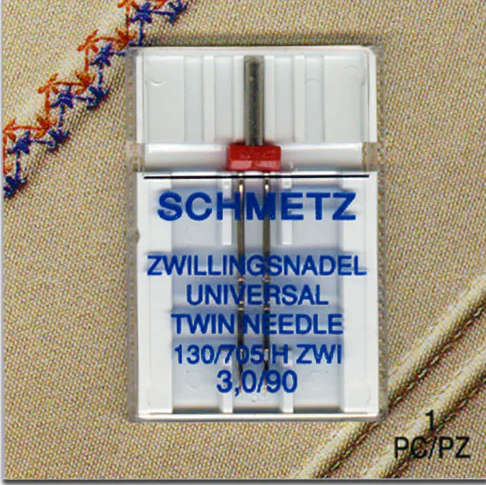 SCHMETZ
ZWILLINGSNADEL
UNIVERSAL
TWIN NEEDLE
130/705 H ZWI
3,0/90
1
PC/PZ